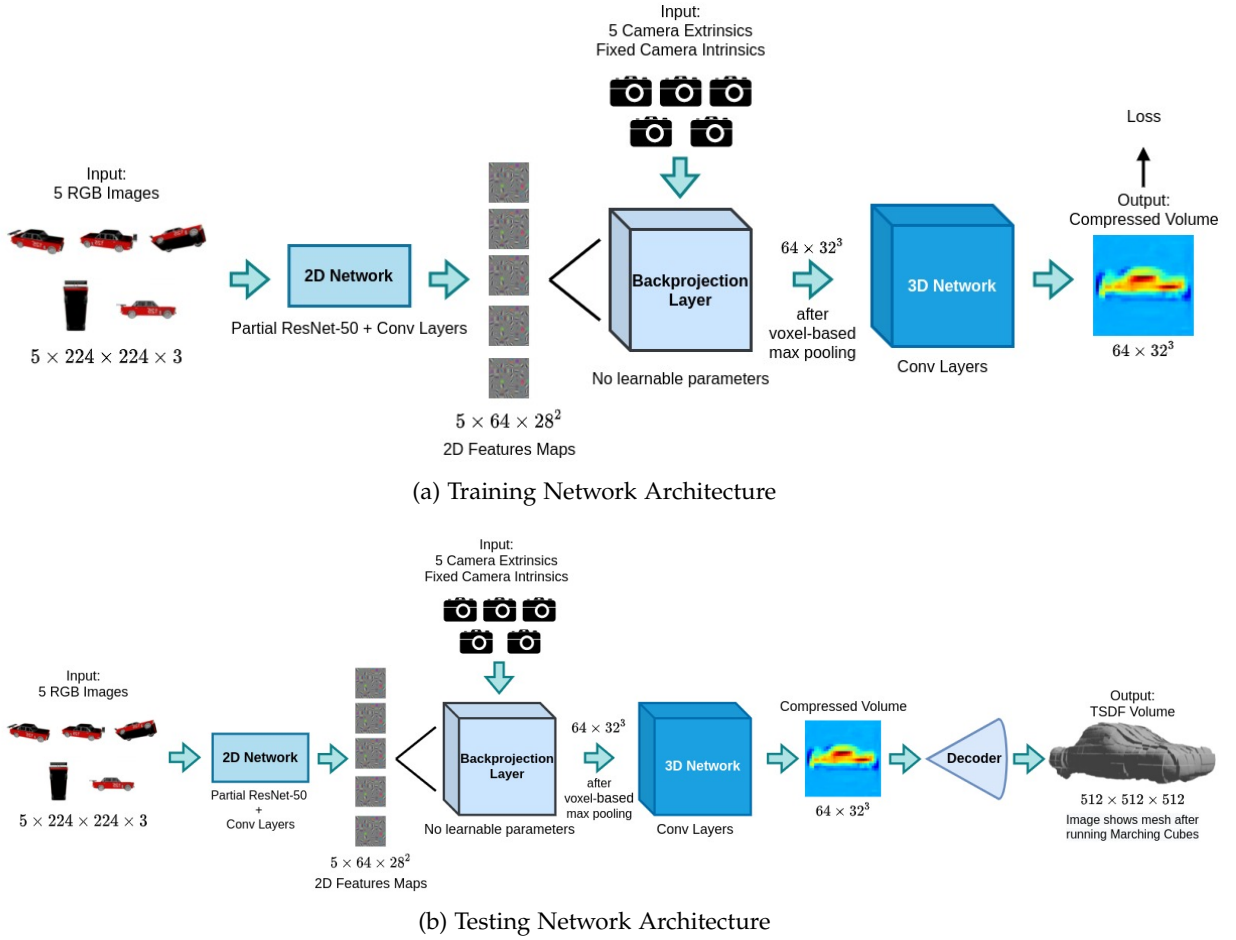 Input:
5 Camera Extrinsics
Fixed Camera Intrinsics
Loss
Input:
5 RGB Images
Output:
Compressed Volume
2D Network
Backprojection
Layer
64 × 32³
3D Network
after
voxel-based
max pooling
Partial ResNet-50 + Conv Layers
5 × 224 × 224 × 3
64 × 32³
Conv Layers
No learnable parameters
5 × 64 × 28²
2D Features Maps
(a) Training Network Architecture
Input:
5 Camera Extrinsics
Fixed Camera Intrinsics
Input:
5 RGB Images
Output:
TSDF Volume
Compressed Volume
64 × 32³
2D Network
Backprojection
Layer
3D Network
Decoder
after
voxel-based
max pooling
Partial ResNet-50
+
Conv Layers
5 × 224 × 224 × 3
64 × 32³
512 × 512 × 512
Image shows mesh after
running Marching Cubes
No learnable parameters
Conv Layers
5 × 64 × 28²
2D Features Maps
(b) Testing Network Architecture